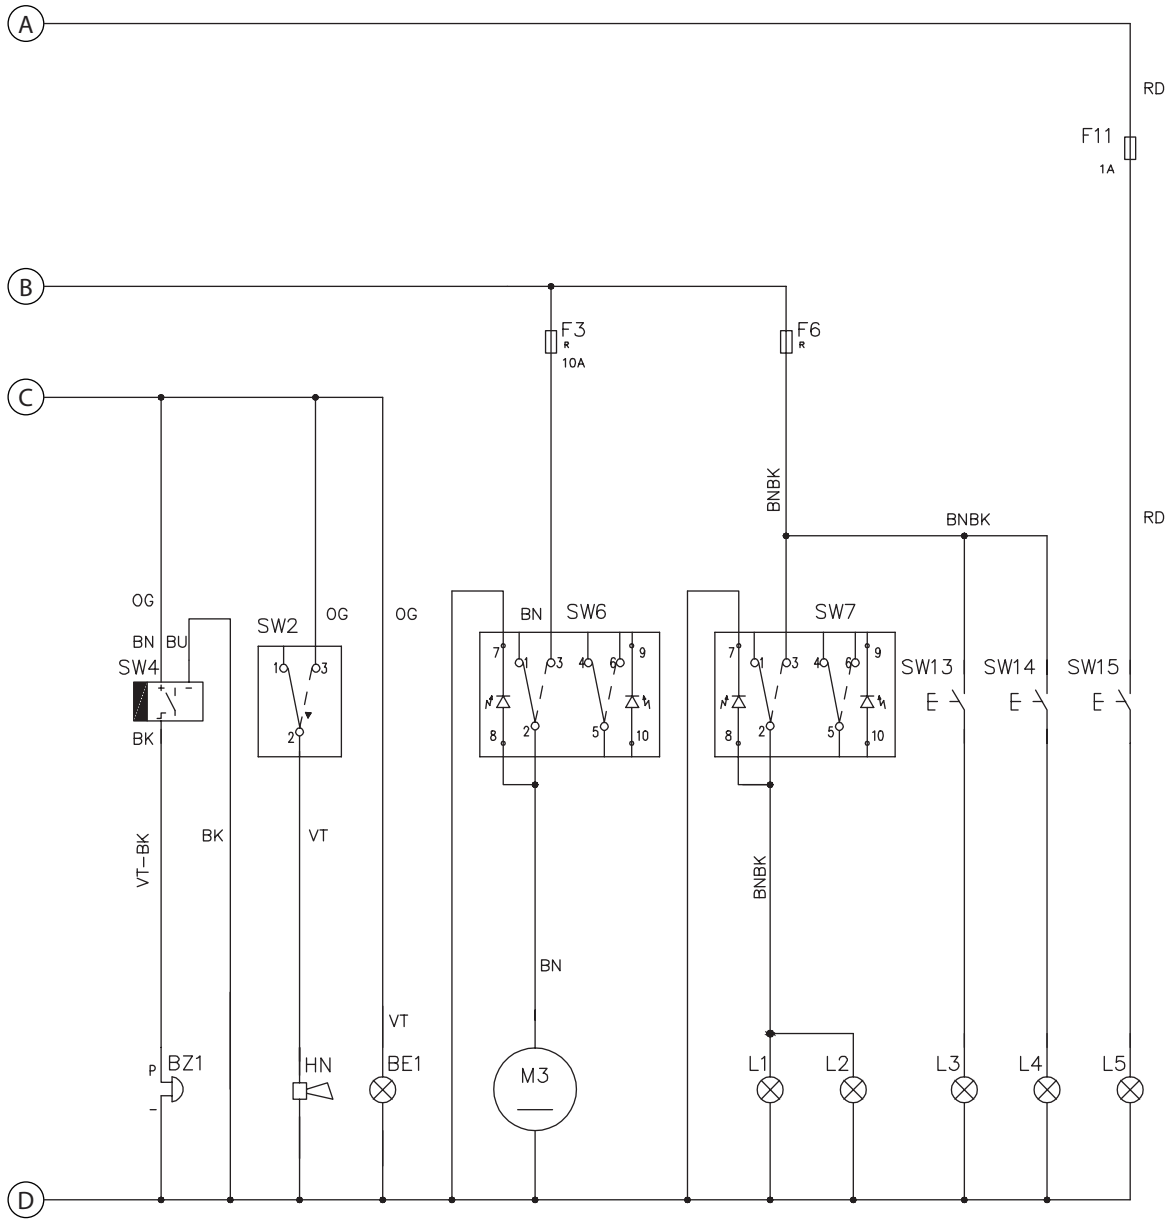 A
RD
F11
1A
B
F3
R
10A
F6
R
C
BNBK
BNBK
RD
OG
OG
OG
BN
SW6
SW7
BN BU
SW2
SW4
SW13
SW14
SW15
+ −
1 3
7 1 3 4 6 9
7 1 3 4 6 9
2
8 2 5 10
8 2 5 10
BK
VT-BK
BK
VT
BNBK
BN
VT
P
BZ1
HN
BE1
M3
L1
L2
L3
L4
L5
−
D